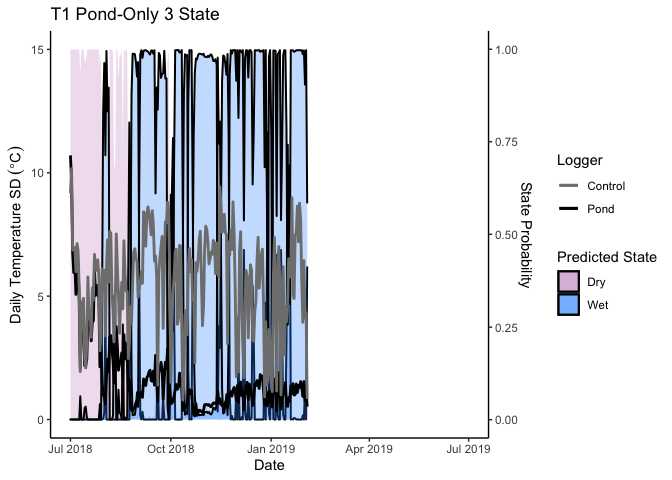 T1 Pond-Only 3 State
15
10
5
0
Daily Temperature SD (°C)
1.00
0.75
0.50
0.25
0.00
State Probability
Jul 2018
Oct 2018
Jan 2019
Apr 2019
Jul 2019
Date
Logger
Control
Pond
Predicted State
Dry
Wet